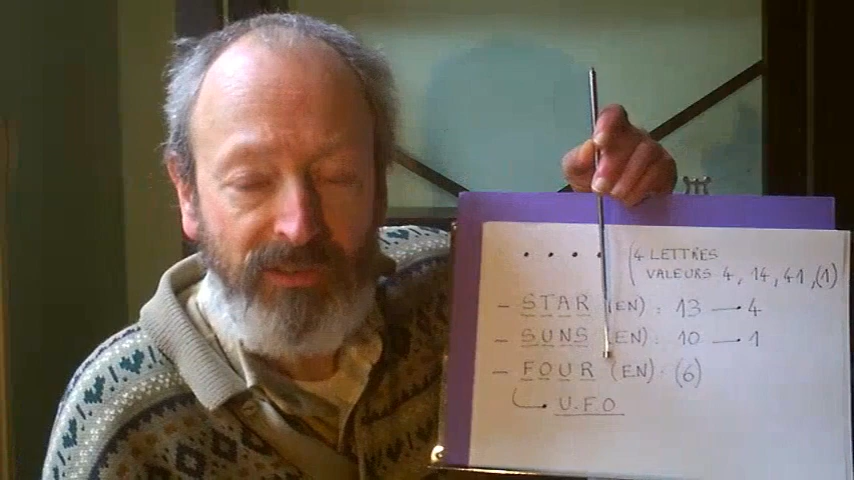 . . . . (4 LETTRES
VALEURS 4, 14, 41, (1)
- STAR (EN) : 13 → 4
- SUNS (EN) : 10 → 1
- FOUR (EN) : (6)
U.F.O